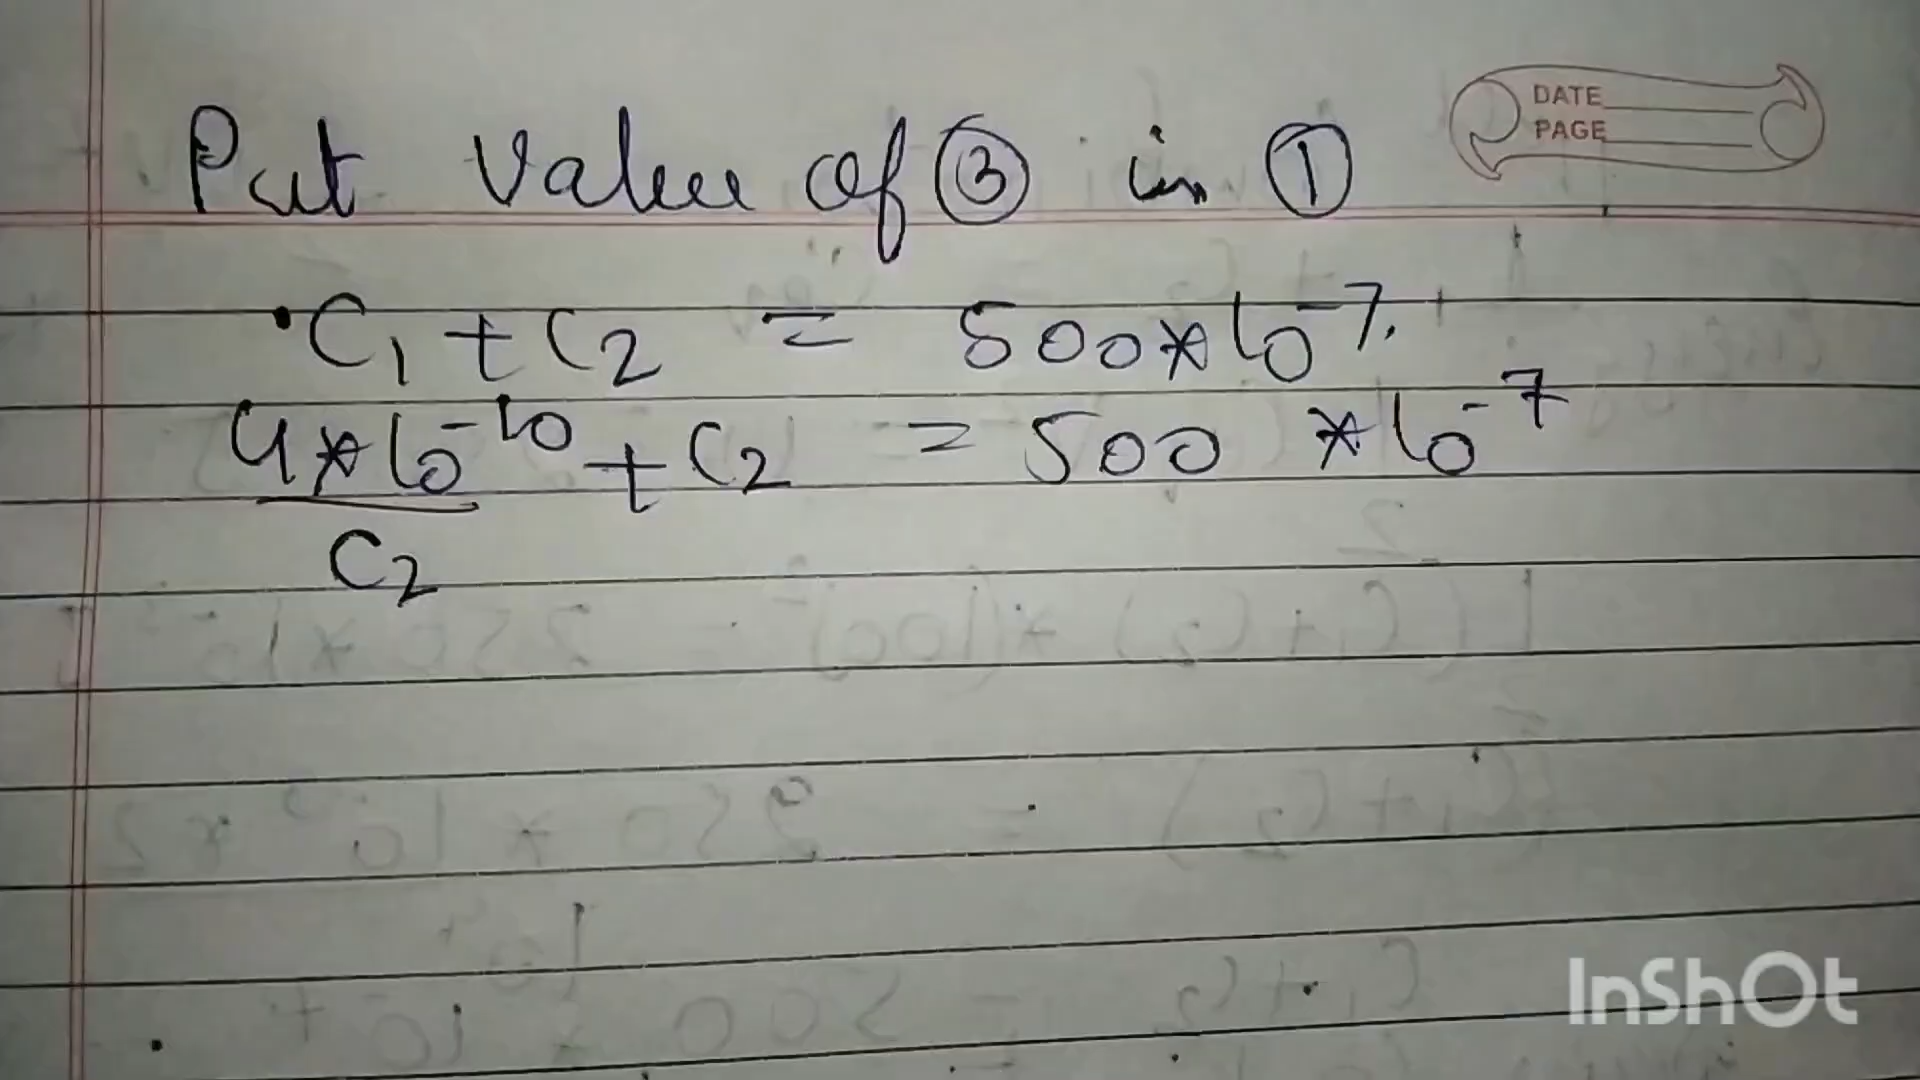 DATE
PAGE
Put Value of ③ in ①
C₁ + C₂ = 500*10⁻⁷.
4*10⁻¹⁰ + C₂ = 500 *10⁻⁷
C₂
InShOt